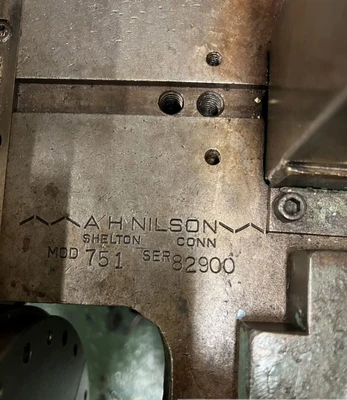 A H NILSON
SHELTON CONN
MOD 751 SER 82900